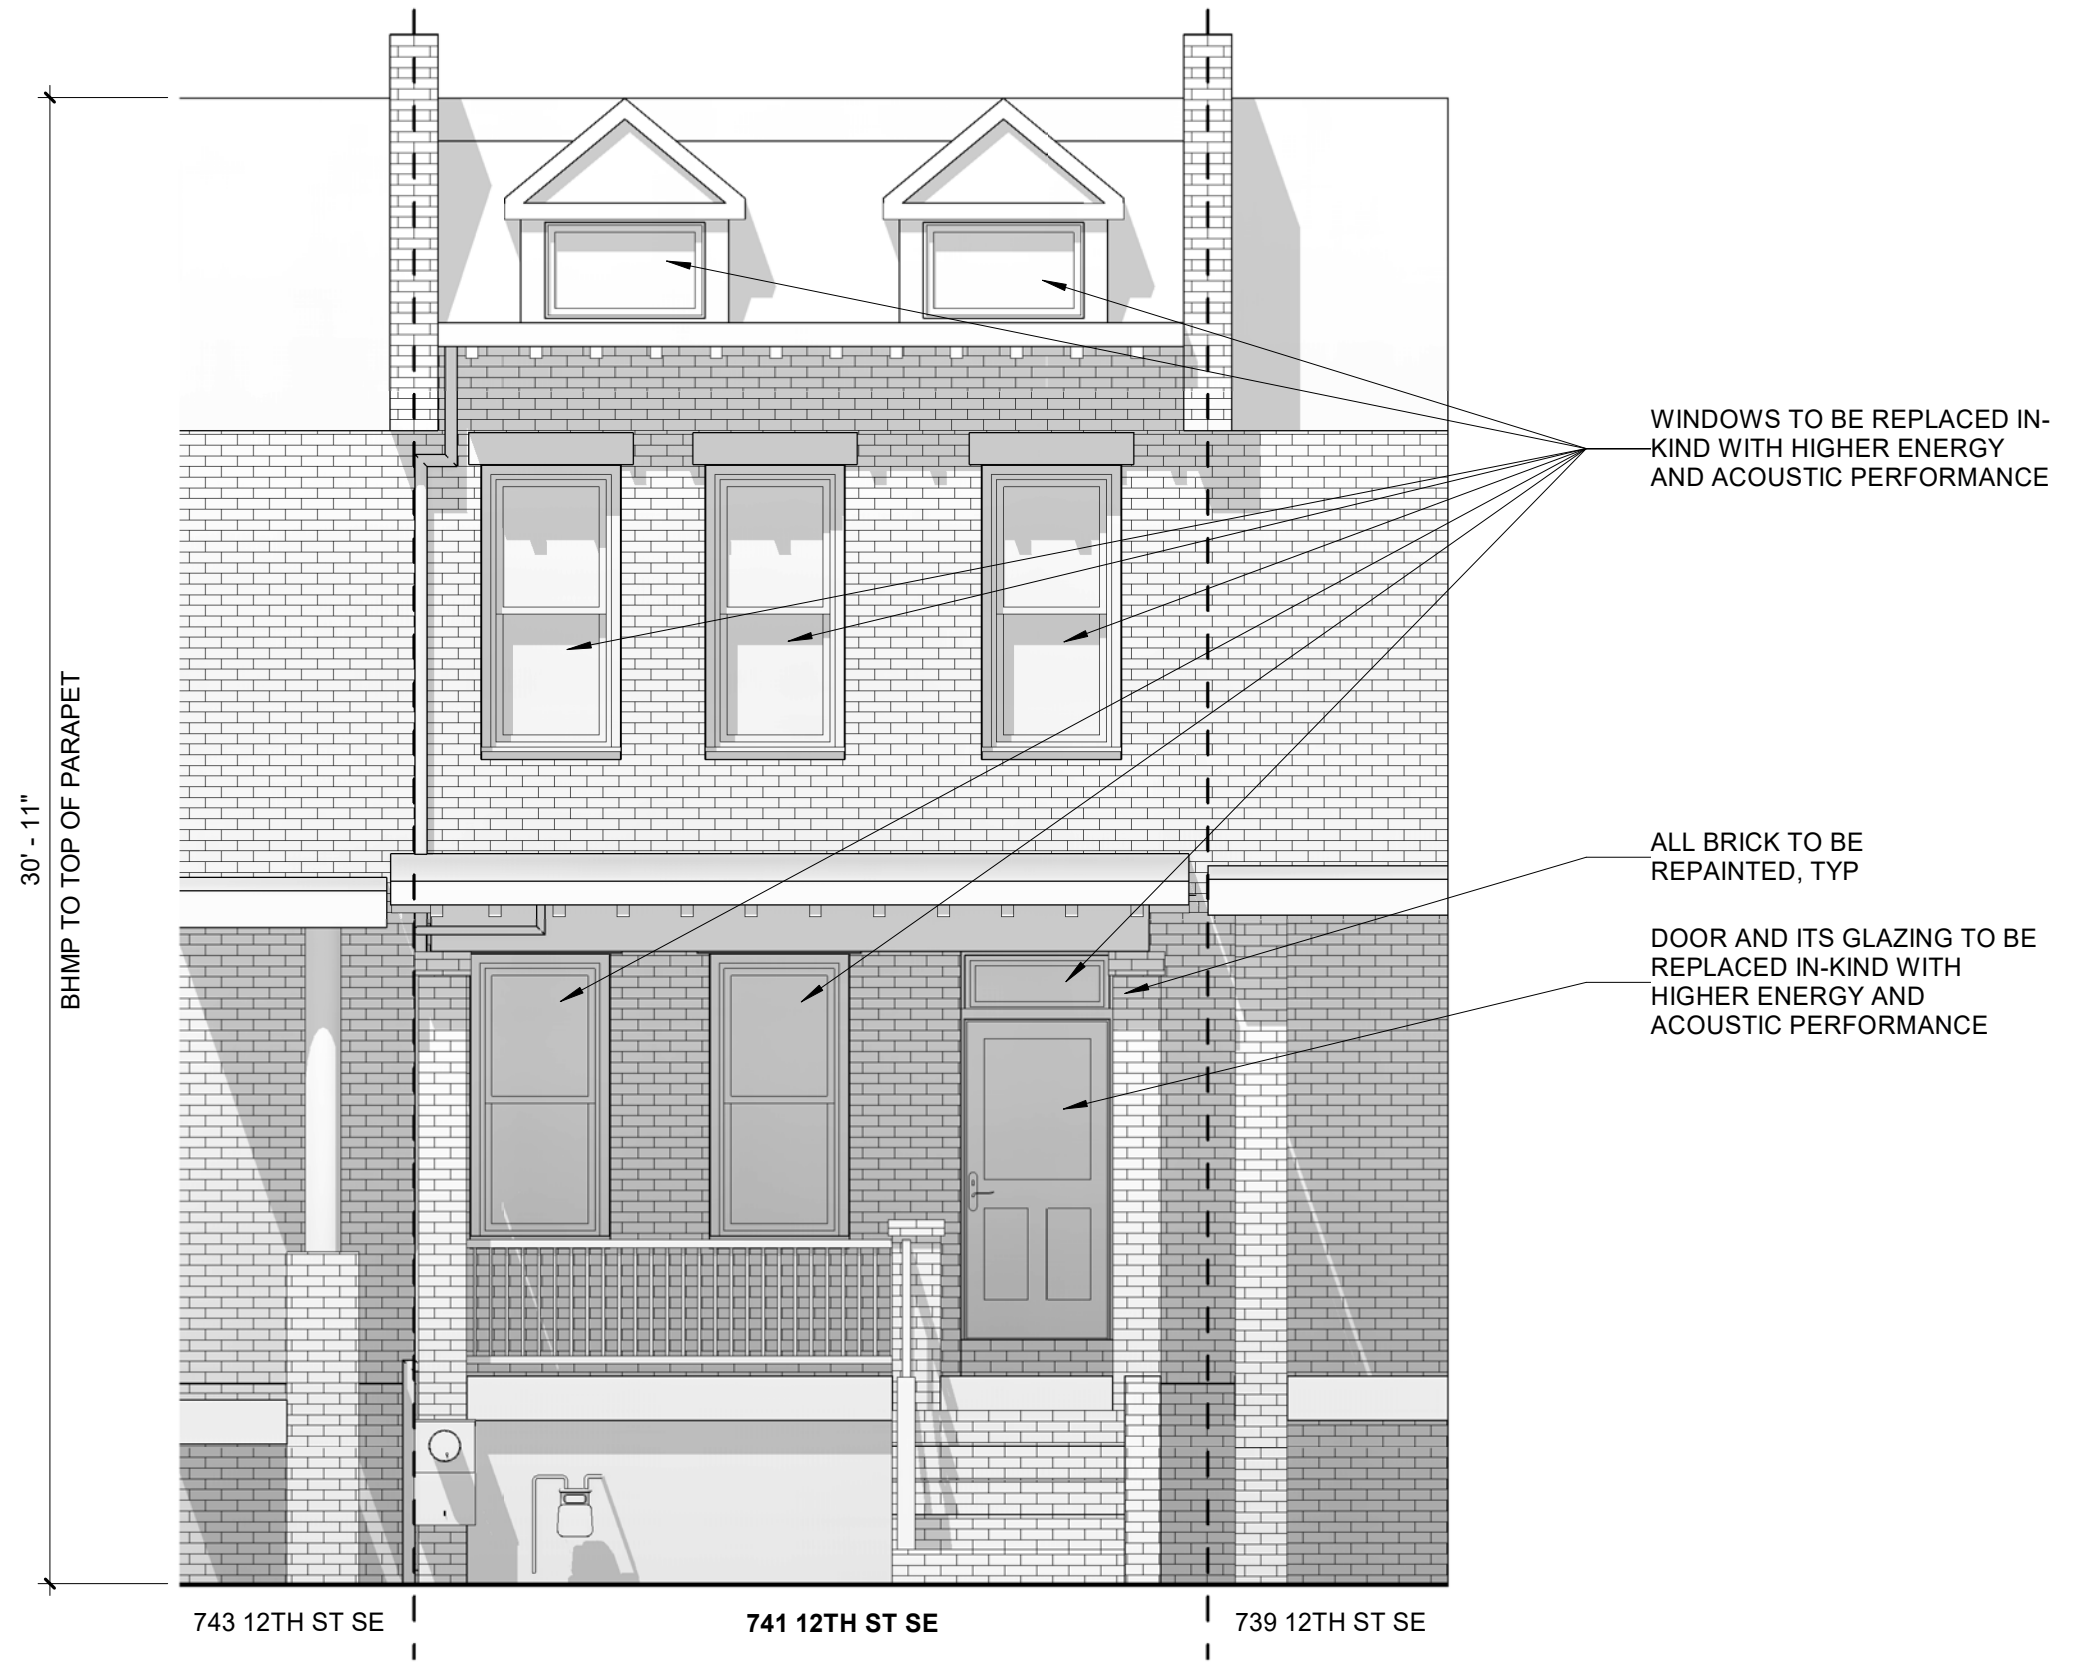 WINDOWS TO BE REPLACED IN-
KIND WITH HIGHER ENERGY
AND ACOUSTIC PERFORMANCE
ALL BRICK TO BE
REPAINTED, TYP
DOOR AND ITS GLAZING TO BE
REPLACED IN-KIND WITH
HIGHER ENERGY AND
ACOUSTIC PERFORMANCE
30' - 11"
BHMP TO TOP OF PARAPET
743 12TH ST SE
741 12TH ST SE
739 12TH ST SE